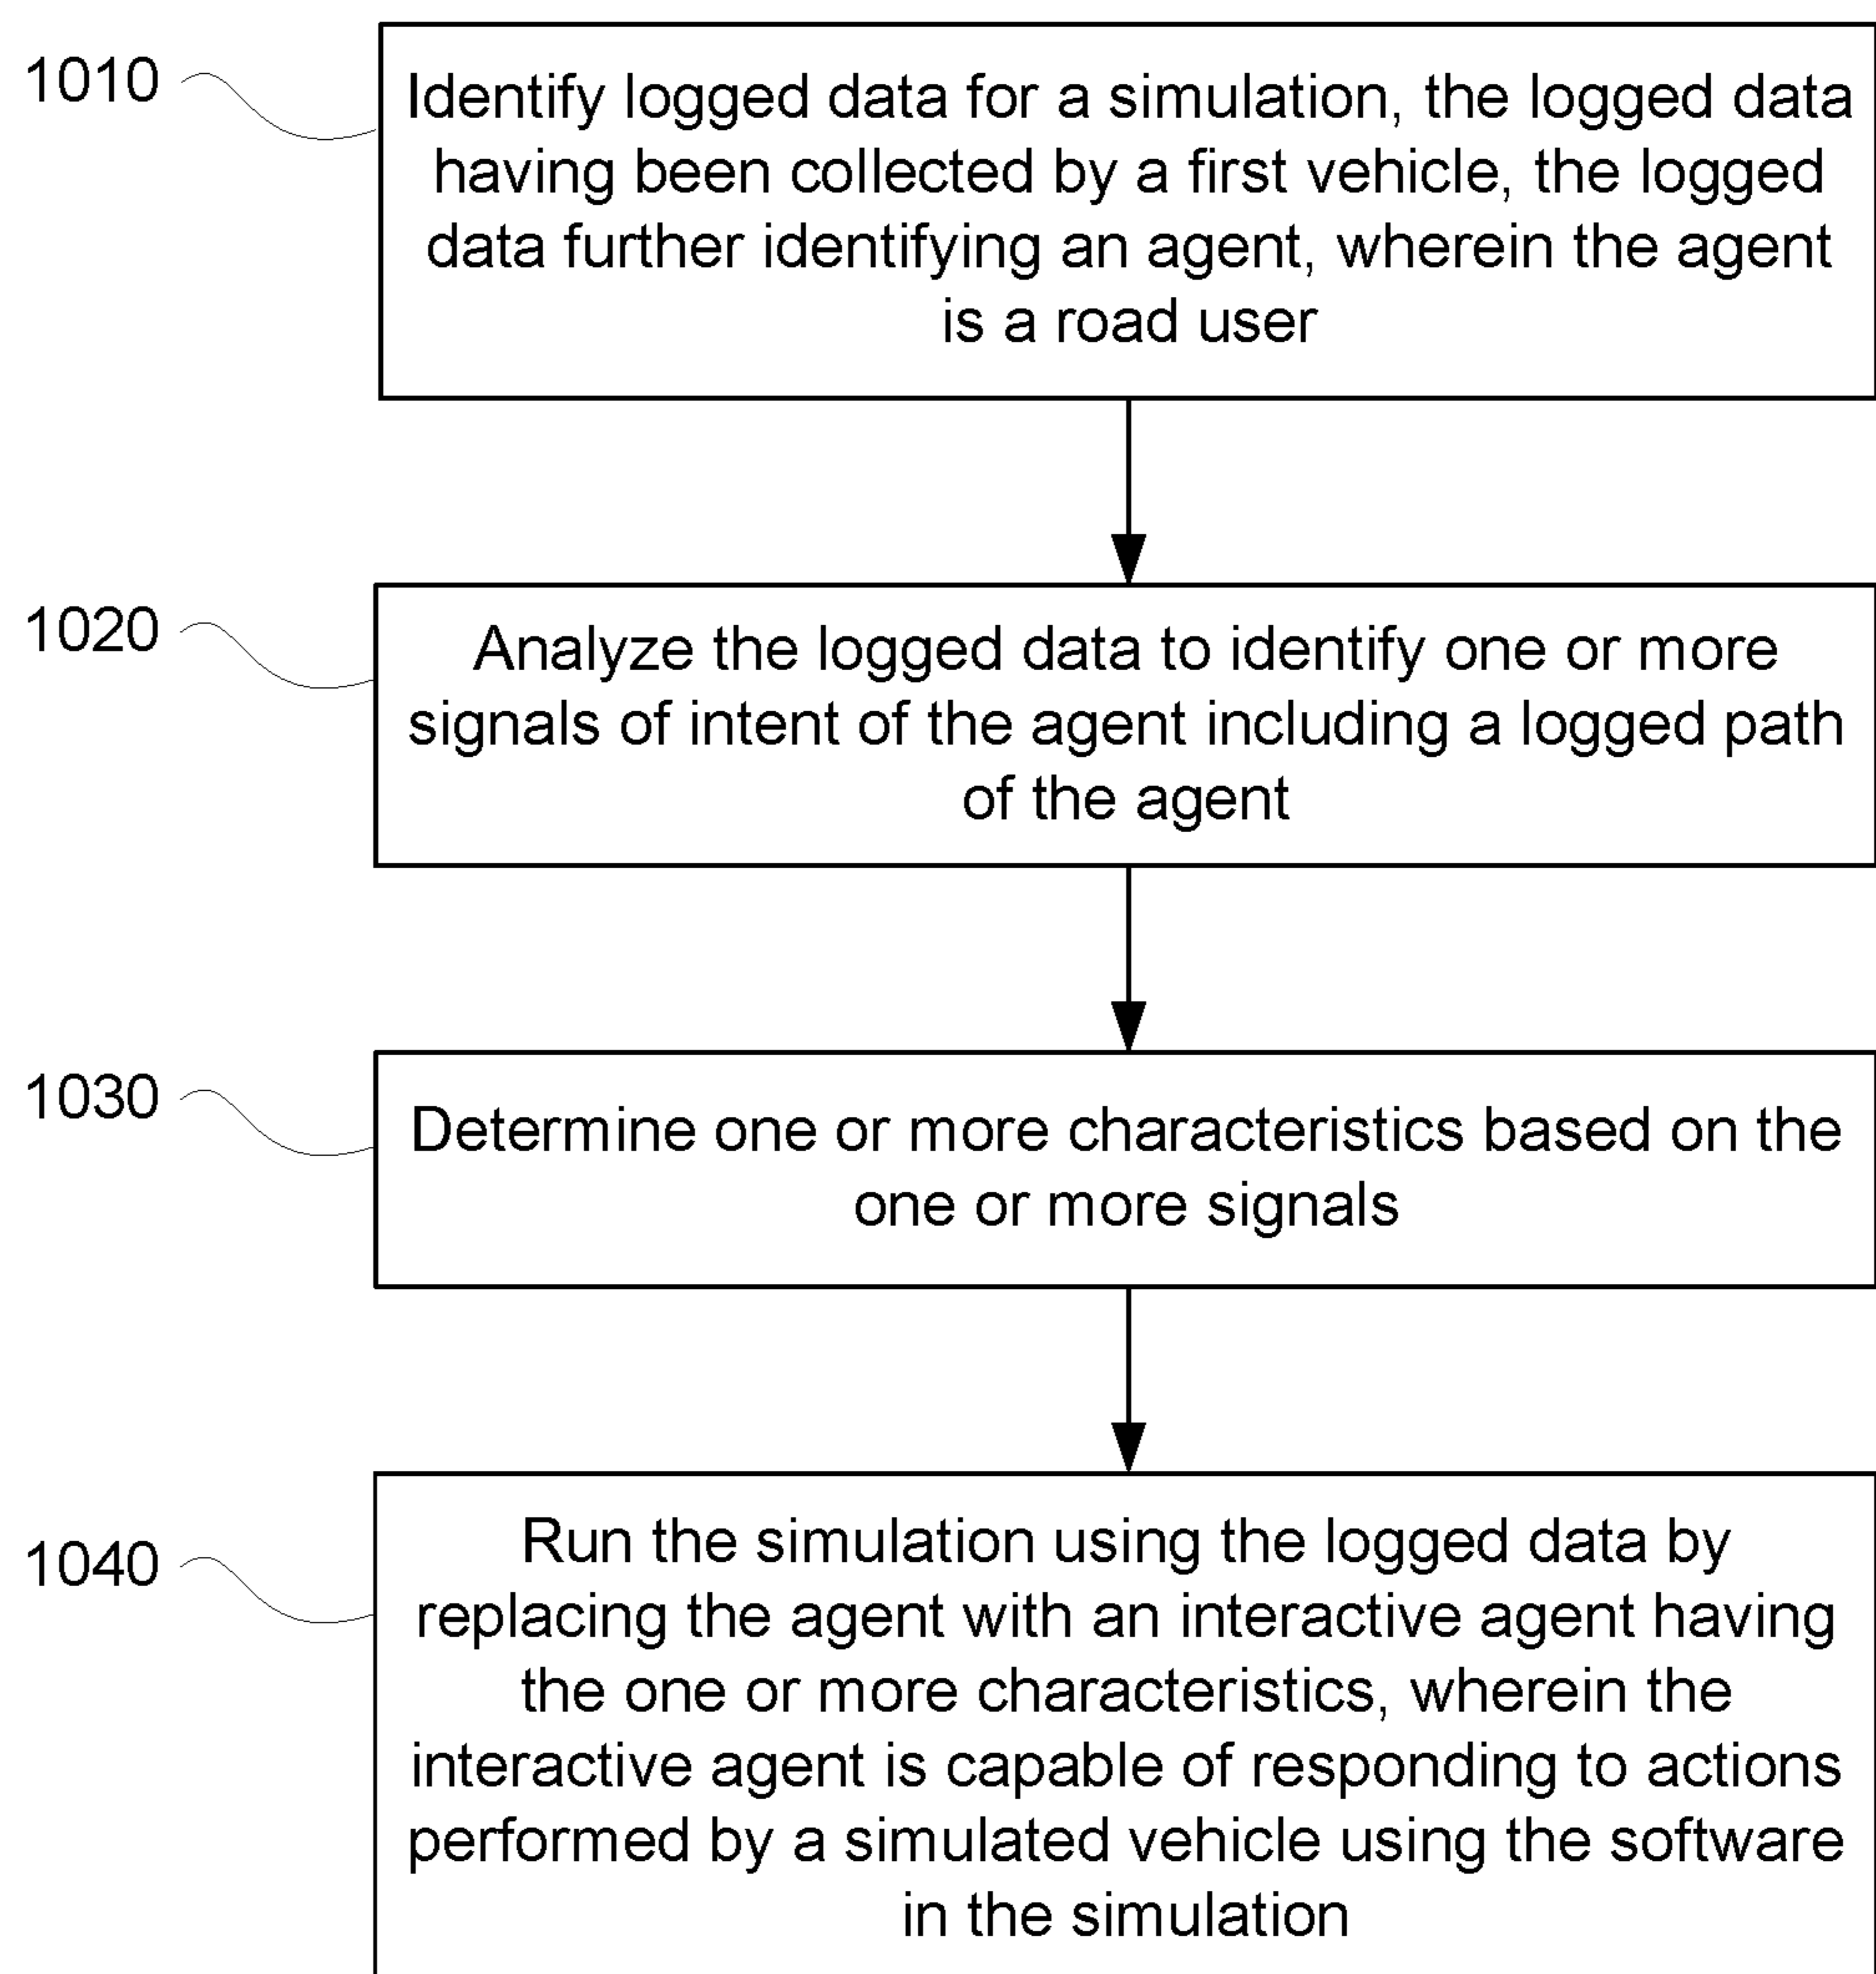 1010
Identify logged data for a simulation, the logged data
having been collected by a first vehicle, the logged
data further identifying an agent, wherein the agent
is a road user
1020
Analyze the logged data to identify one or more
signals of intent of the agent including a logged path
of the agent
1030
Determine one or more characteristics based on the
one or more signals
1040
Run the simulation using the logged data by
replacing the agent with an interactive agent having
the one or more characteristics, wherein the
interactive agent is capable of responding to actions
performed by a simulated vehicle using the software
in the simulation